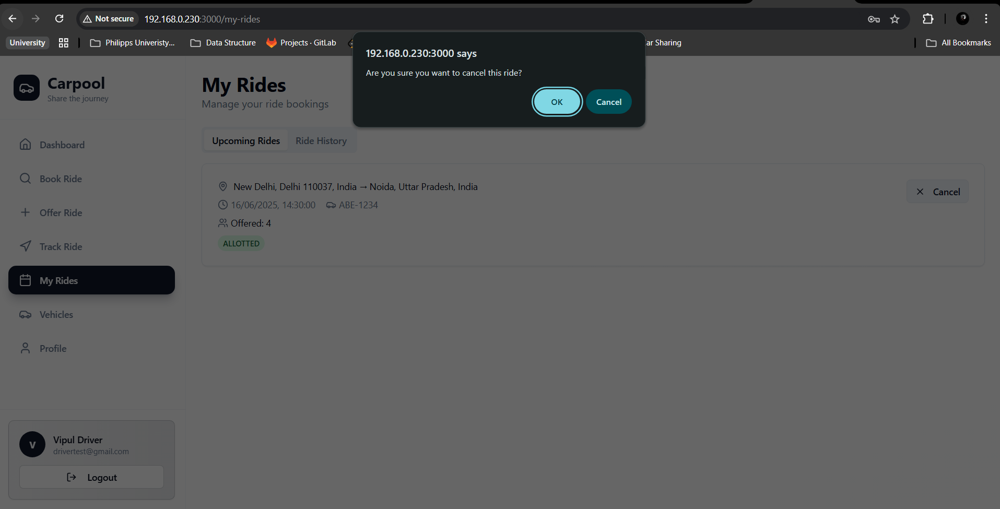 Not secure 192.168.0.230:3000/my-rides
University Philipps Univeristy... Data Structure Projects · GitLab Sharing All Bookmarks
192.168.0.230:3000 says
Are you sure you want to cancel this ride?
OK Cancel
Carpool
Share the journey
Dashboard
Book Ride
Offer Ride
Track Ride
My Rides
Vehicles
Profile
V
Vipul Driver
drivertest@gmail.com
Logout
My Rides
Manage your ride bookings
Upcoming Rides Ride History
New Delhi, Delhi 110037, India → Noida, Uttar Pradesh, India
16/06/2025, 14:30:00 ABE-1234
Offered: 4
ALLOTTED
Cancel